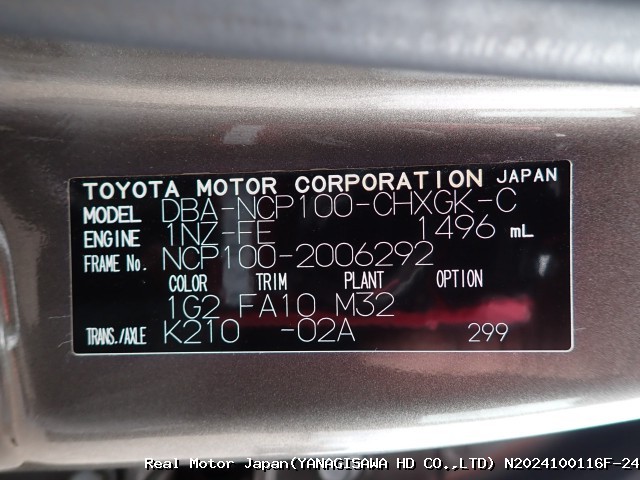 TOYOTA MOTOR CORPORATION JAPAN
MODEL DBA-NCP100-CHXGK-C
ENGINE 1NZ-FE 1496 mL
FRAME No. NCP100-2006292
COLOR TRIM PLANT OPTION
1G2 FA10 M32
TRANS./AXLE K210 -02A 299
Real Motor Japan(YANAGISAWA HD CO.,LTD) N2024100116F-24